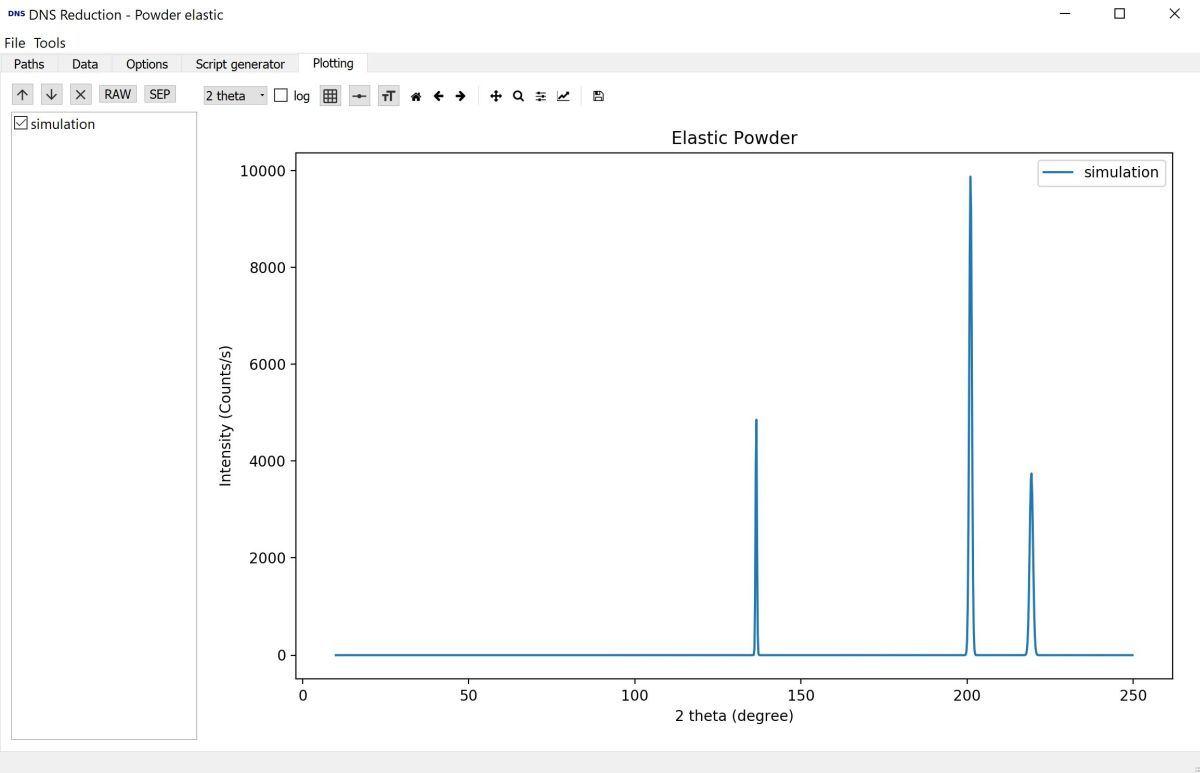 DNS DNS Reduction - Powder elastic
File Tools
Paths Data Options Script generator Plotting
RAW SEP 2 theta log тT
simulation
Elastic Powder
simulation
10000
8000
6000
4000
2000
0
Intensity (Counts/s)
0 50 100 150 200 250
2 theta (degree)